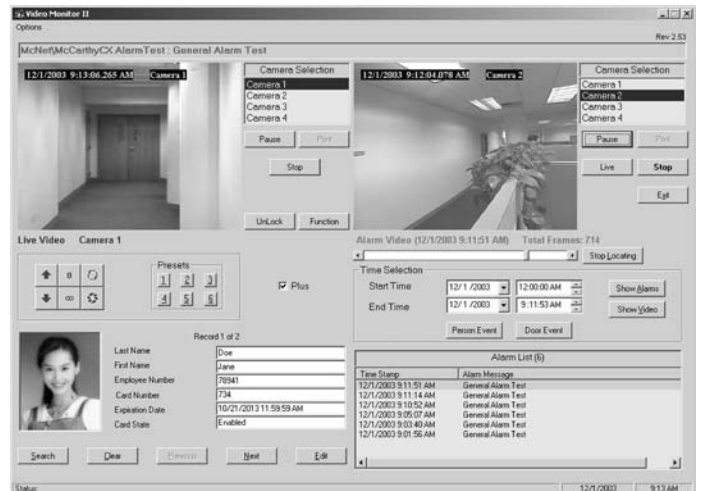 Video Monitor II
Options
Rev 2.53
McNet\McCarthyCX AlarmTest : General Alarm Test
12/1/2003 9:13:06.265 AM Camera 1
Camera Selection
Camera 1
Camera 2
Camera 3
Camera 4
Pause Print
Stop
UnLock Function
12/1/2003 9:12:04.078 AM Camera 2
Camera Selection
Camera 1
Camera 2
Camera 3
Camera 4
Pause Print
Live Stop
Exit
Live Video Camera 1
Alarm Video (12/1/2003 9:11:51 AM) Total Frames: 714
Stop Locating
Presets
1 2 3
4 5 6
Plus
Time Selection
Start Time 12/ 1 /2003 12:00:00 AM Show Alarms
End Time 12/ 1 /2003 9:11:53 AM Show Video
Person Event Door Event
Record 1 of 2
Last Name Doe
First Name Jane
Employee Number 78941
Card Number 734
Expiration Date 10/21/2013 11:59:59 AM
Card State Enabled
Search Clear Previous Next Edit
Alarm List (6)
Time Stamp Alarm Message
12/1/2003 9:11:51 AM General Alarm Test
12/1/2003 9:11:14 AM General Alarm Test
12/1/2003 9:10:52 AM General Alarm Test
12/1/2003 9:05:07 AM General Alarm Test
12/1/2003 9:03:40 AM General Alarm Test
12/1/2003 9:01:56 AM General Alarm Test
Status: 12/1/2003 9:13 AM